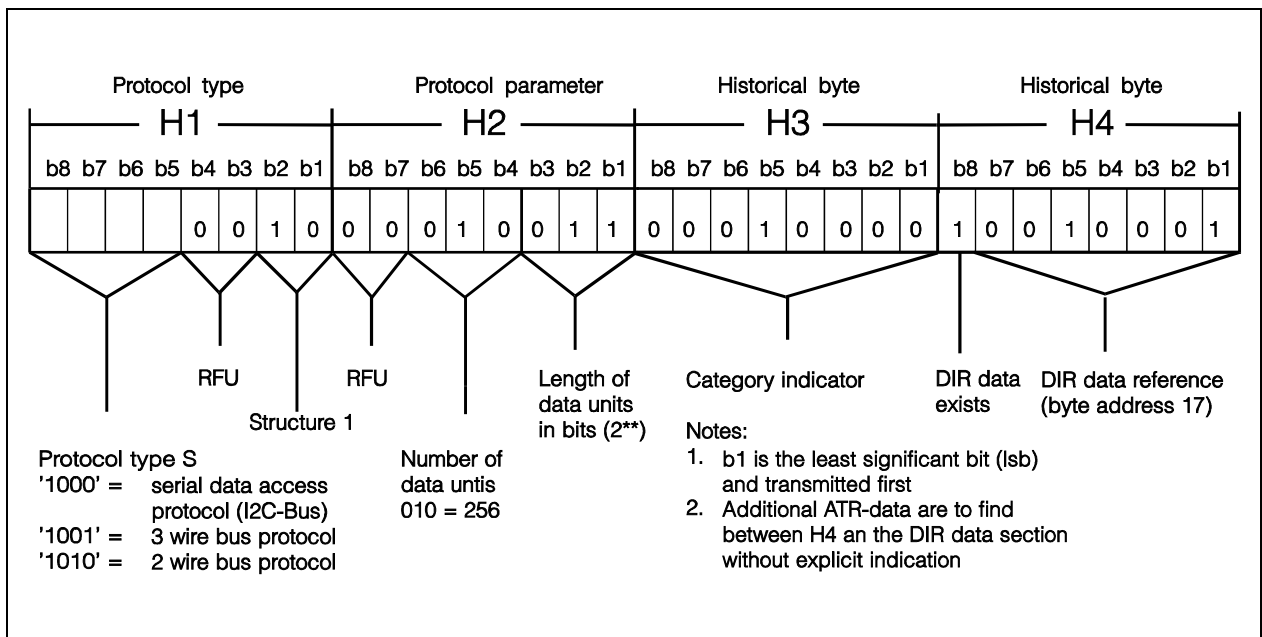 Protocol type Protocol parameter Historical byte Historical byte
H1 H2 H3 H4
b8 b7 b6 b5 b4 b3 b2 b1 b8 b7 b6 b5 b4 b3 b2 b1 b8 b7 b6 b5 b4 b3 b2 b1 b8 b7 b6 b5 b4 b3 b2 b1
0 0 1 0 0 0 0 1 0 0 1 1 0 0 0 1 0 0 0 0 1 0 0 1 0 0 0 1
RFU
Structure 1
RFU
Length of
data units
in bits (2**)
Category indicator
DIR data
exists
DIR data reference
(byte address 17)
Protocol type S
'1000' = serial data access
protocol (I2C-Bus)
'1001' = 3 wire bus protocol
'1010' = 2 wire bus protocol
Number of
data untis
010 = 256
Notes:
1. b1 is the least significant bit (lsb)
and transmitted first
2. Additional ATR-data are to find
between H4 an the DIR data section
without explicit indication